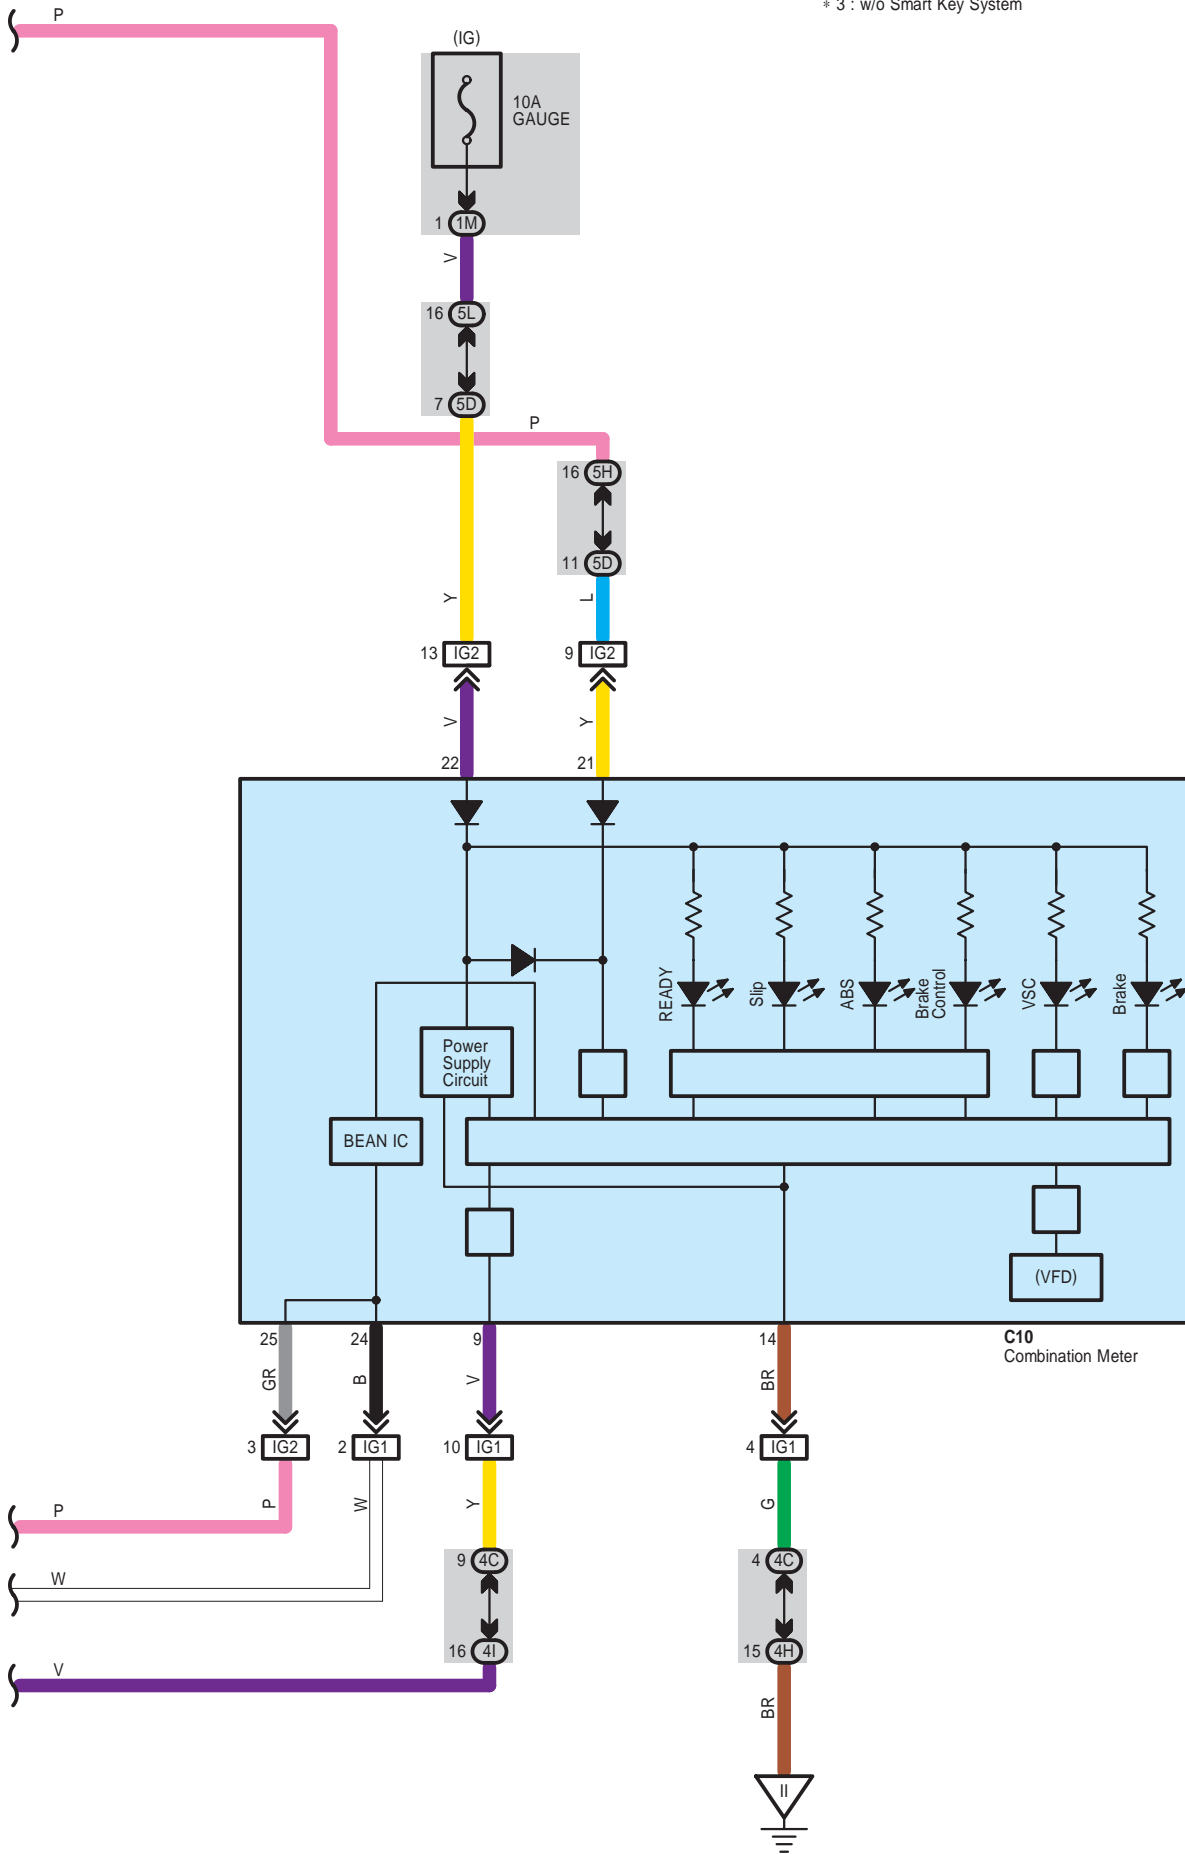 * 3 : w/o Smart Key System
P
(IG)
10A
GAUGE
1 1M
V
16 5L
7 5D
P
16 5H
11 5D
Y
L
13 IG2
9 IG2
V
Y
22
21
READY
Slip
ABS
Brake
Control
VSC
Brake
Power
Supply
Circuit
BEAN IC
(VFD)
25
24
9
14
C10
Combination Meter
GR
B
V
BR
3 IG2
2 IG1
10 IG1
4 IG1
P
W
Y
G
P
9 4C
4 4C
W
16 4I
15 4H
V
BR
II